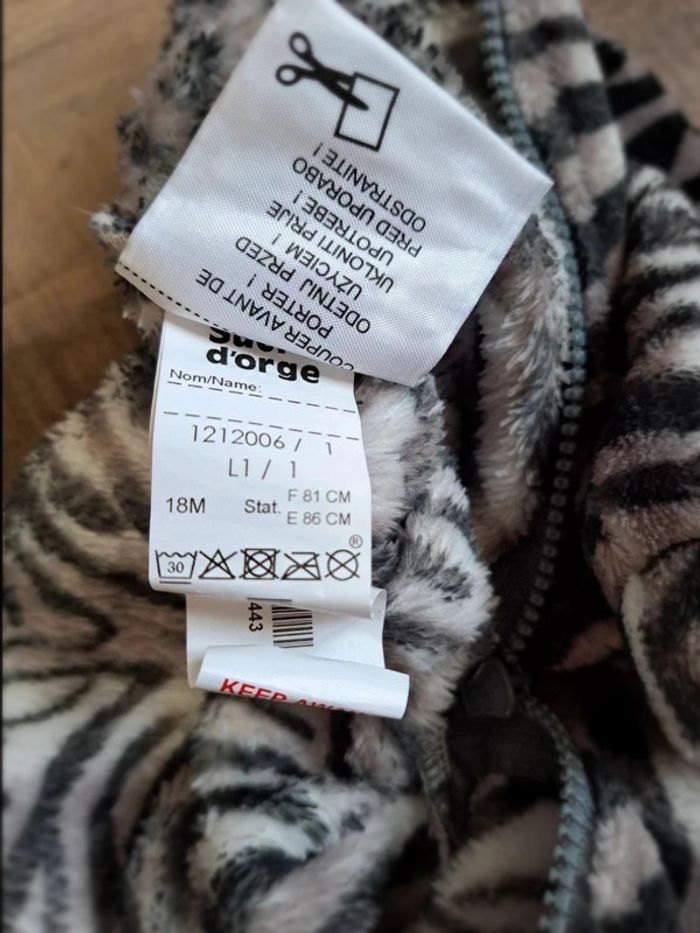 COUPER AVANT DE
PORTER !
ODETNIJ PRZED
UŻYCIEM !
UKLONITI PRIJE
UPOTREBE !
PRED UPORABO
ODSTRANITE !
d'orge
Nom/Name:
1212006 / 1
L1 / 1
18M Stat. F 81 CM
E 86 CM
30
®
443
KEEP